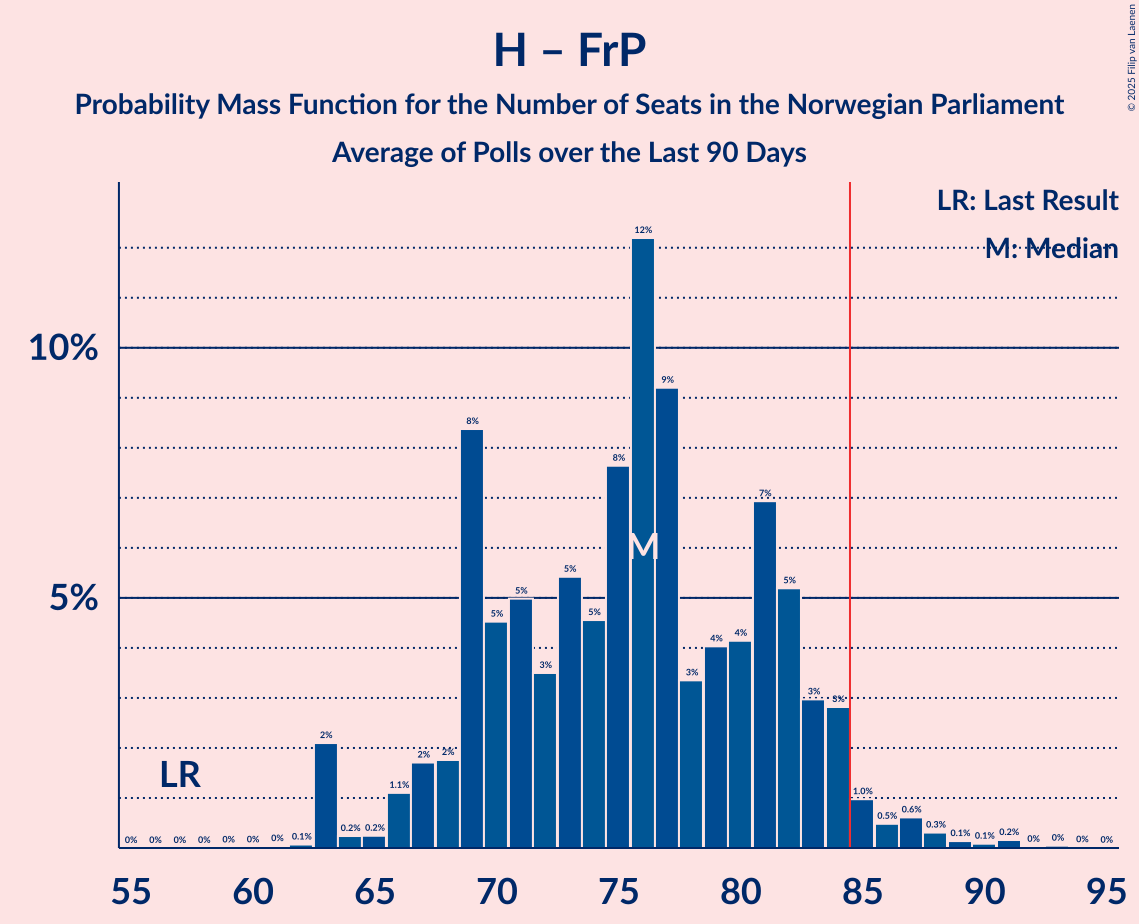 H – FrP
Probability Mass Function for the Number of Seats in the Norwegian Parliament
Average of Polls over the Last 90 Days
© 2025 Filip van Laenen
LR: Last Result
M: Median
10%
5%
LR
M
0% 0% 0% 0% 0% 0% 0% 0.1% 2% 0.2% 0.2% 1.1% 2% 2% 8% 5% 5% 3% 5% 5% 8% 12% 9% 3% 4% 4% 7% 5% 3% 3% 1.0% 0.5% 0.6% 0.3% 0.1% 0.1% 0.2% 0% 0% 0% 0%
55 60 65 70 75 80 85 90 95